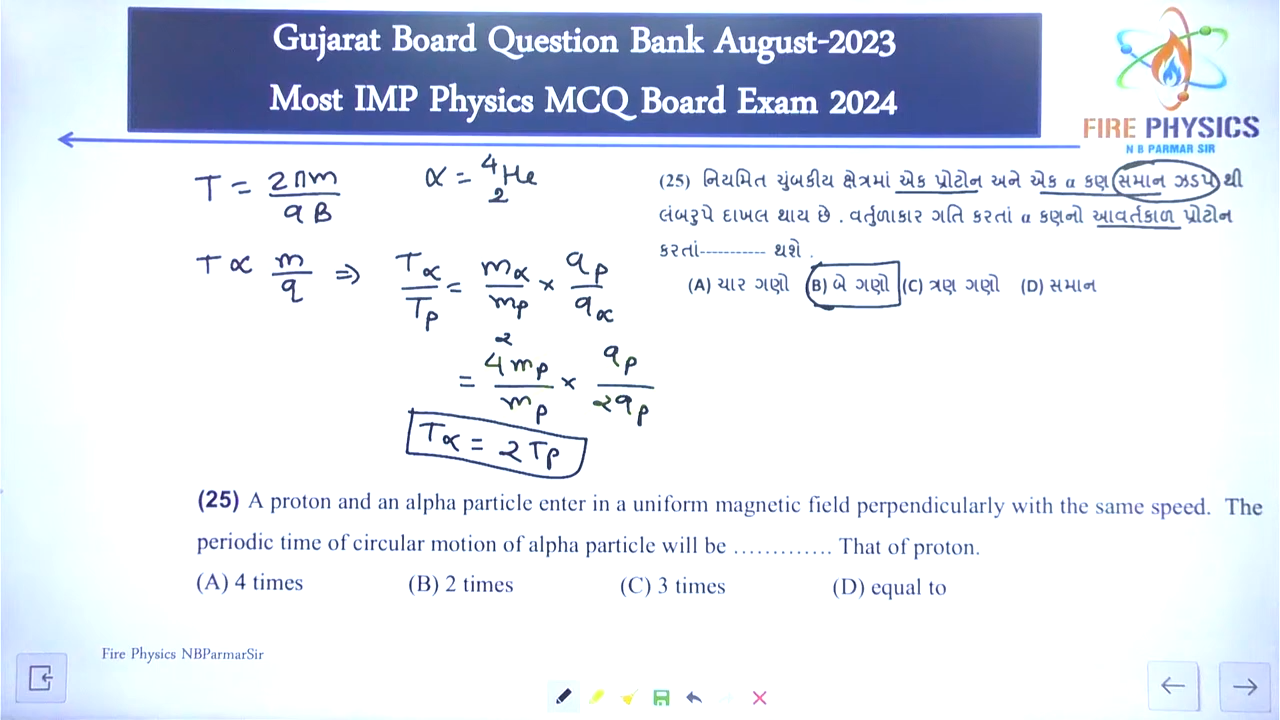 Gujarat Board Question Bank August-2023
Most IMP Physics MCQ Board Exam 2024
FIRE PHYSICS
N B PARMAR SIR
T = 2πm / qB
α = ⁴₂He
T ∝ m / q ⇒ Tα / Tp = mα / mp × qp / qα
2
= 4mp / mp × qp / 2qp
Tα = 2Tp
(25) નિયમિત ચુંબકીય ક્ષેત્રમાં એક પ્રોટોન અને એક α કણ સમાન ઝડપે થી
લંબરૂપે દાખલ થાય છે . વર્તુળાકાર ગતિ કરતાં α કણનો આવર્તકાળ પ્રોટોન
કરતાં---------- થશે .
(A) ચાર ગણો (B) બે ગણો (C) ત્રણ ગણો (D) સમાન
(25) A proton and an alpha particle enter in a uniform magnetic field perpendicularly with the same speed. The
periodic time of circular motion of alpha particle will be ............. That of proton.
(A) 4 times (B) 2 times (C) 3 times (D) equal to
Fire Physics NBParmarSir